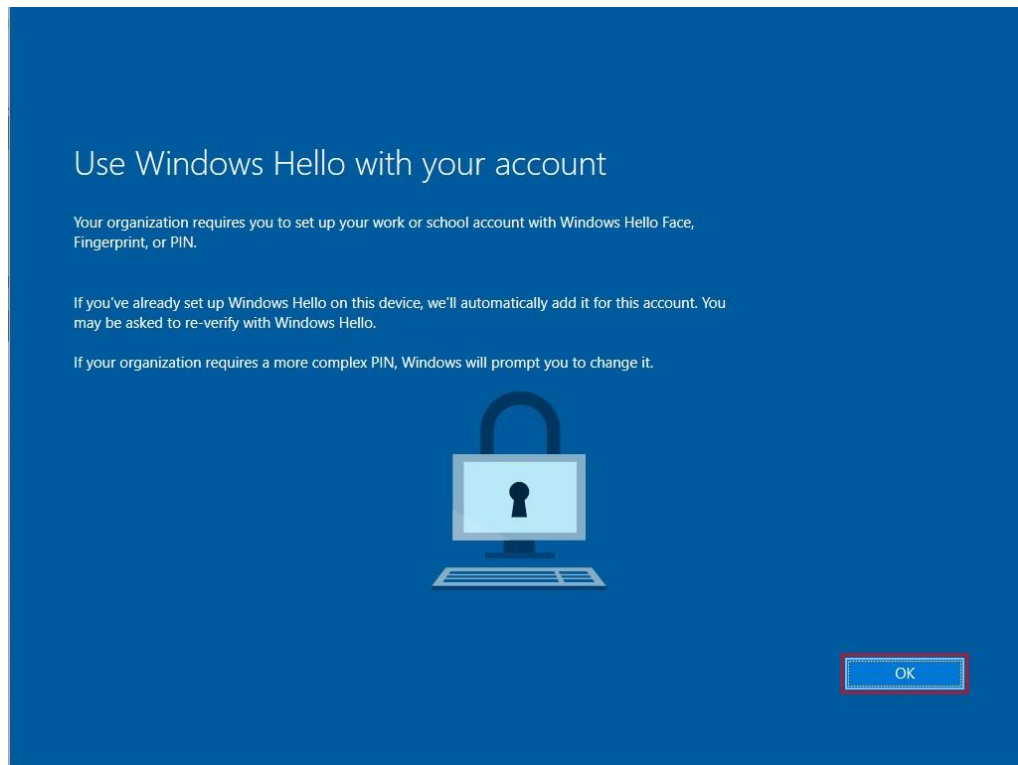 Use Windows Hello with your account
Your organization requires you to set up your work or school account with Windows Hello Face,
Fingerprint, or PIN.
If you've already set up Windows Hello on this device, we'll automatically add it for this account. You
may be asked to re-verify with Windows Hello.
If your organization requires a more complex PIN, Windows will prompt you to change it.
OK